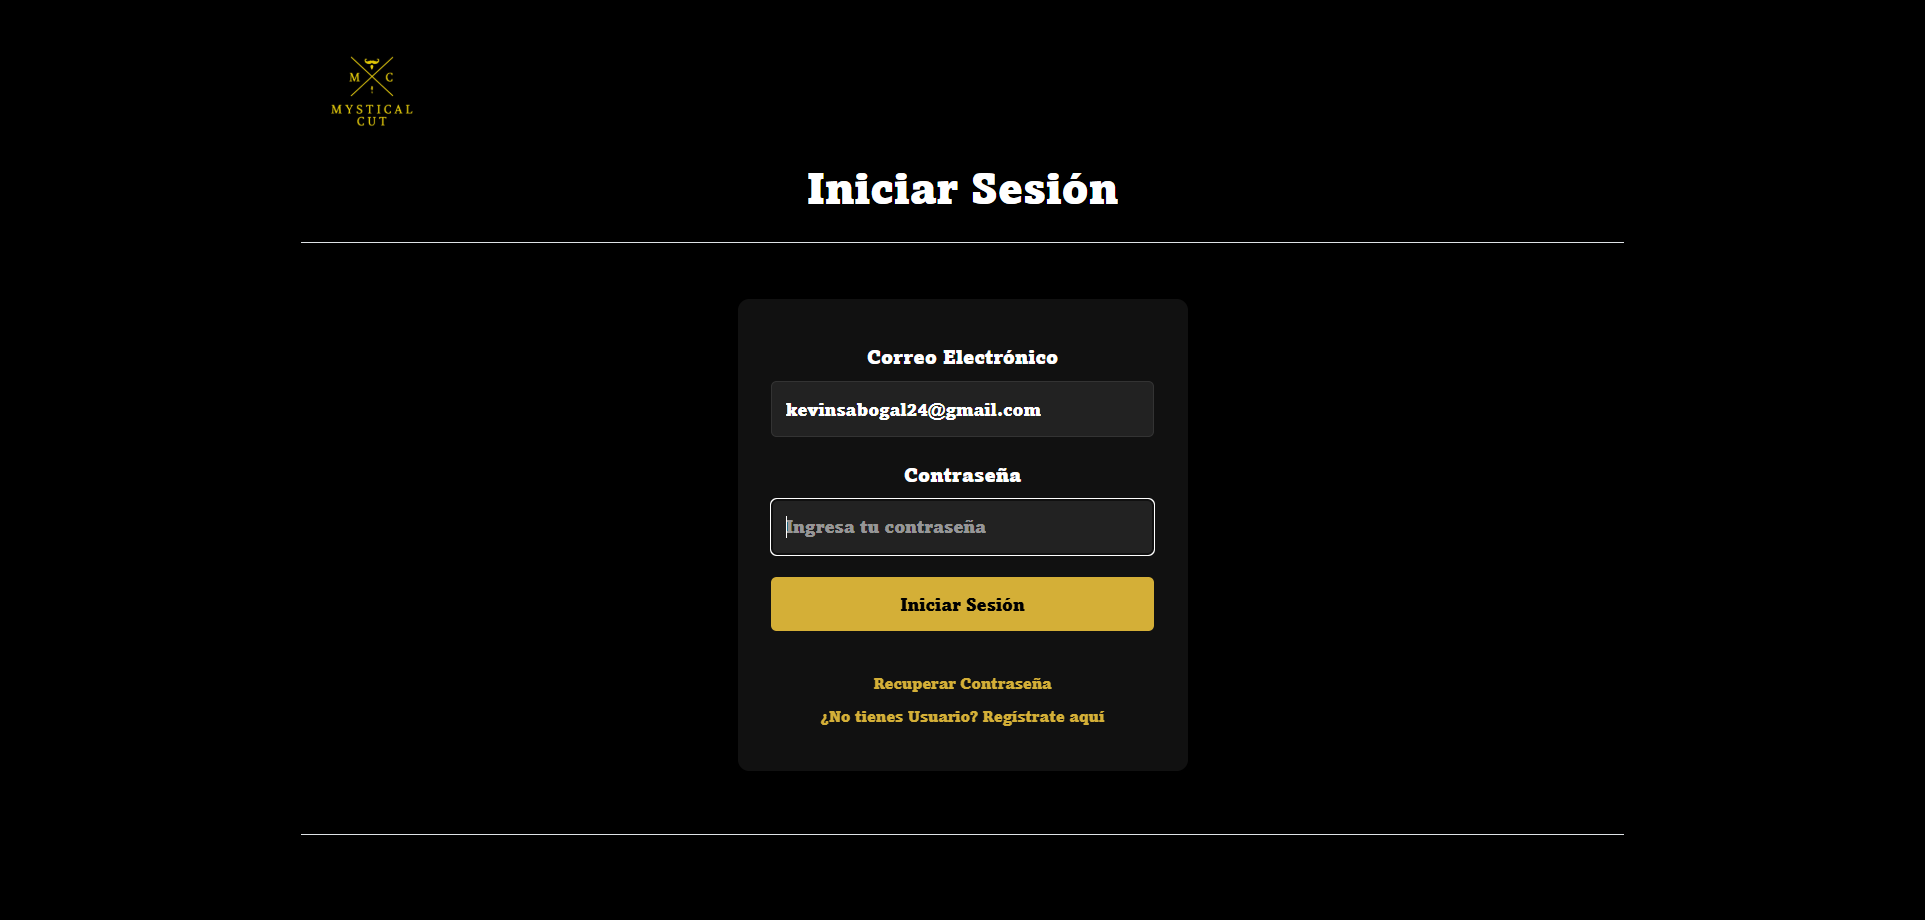 M C
MYSTICAL
CUT
Iniciar Sesión
Correo Electrónico
kevinsabogal24@gmail.com
Contraseña
Ingresa tu contraseña
Iniciar Sesión
Recuperar Contraseña
¿No tienes Usuario? Regístrate aquí